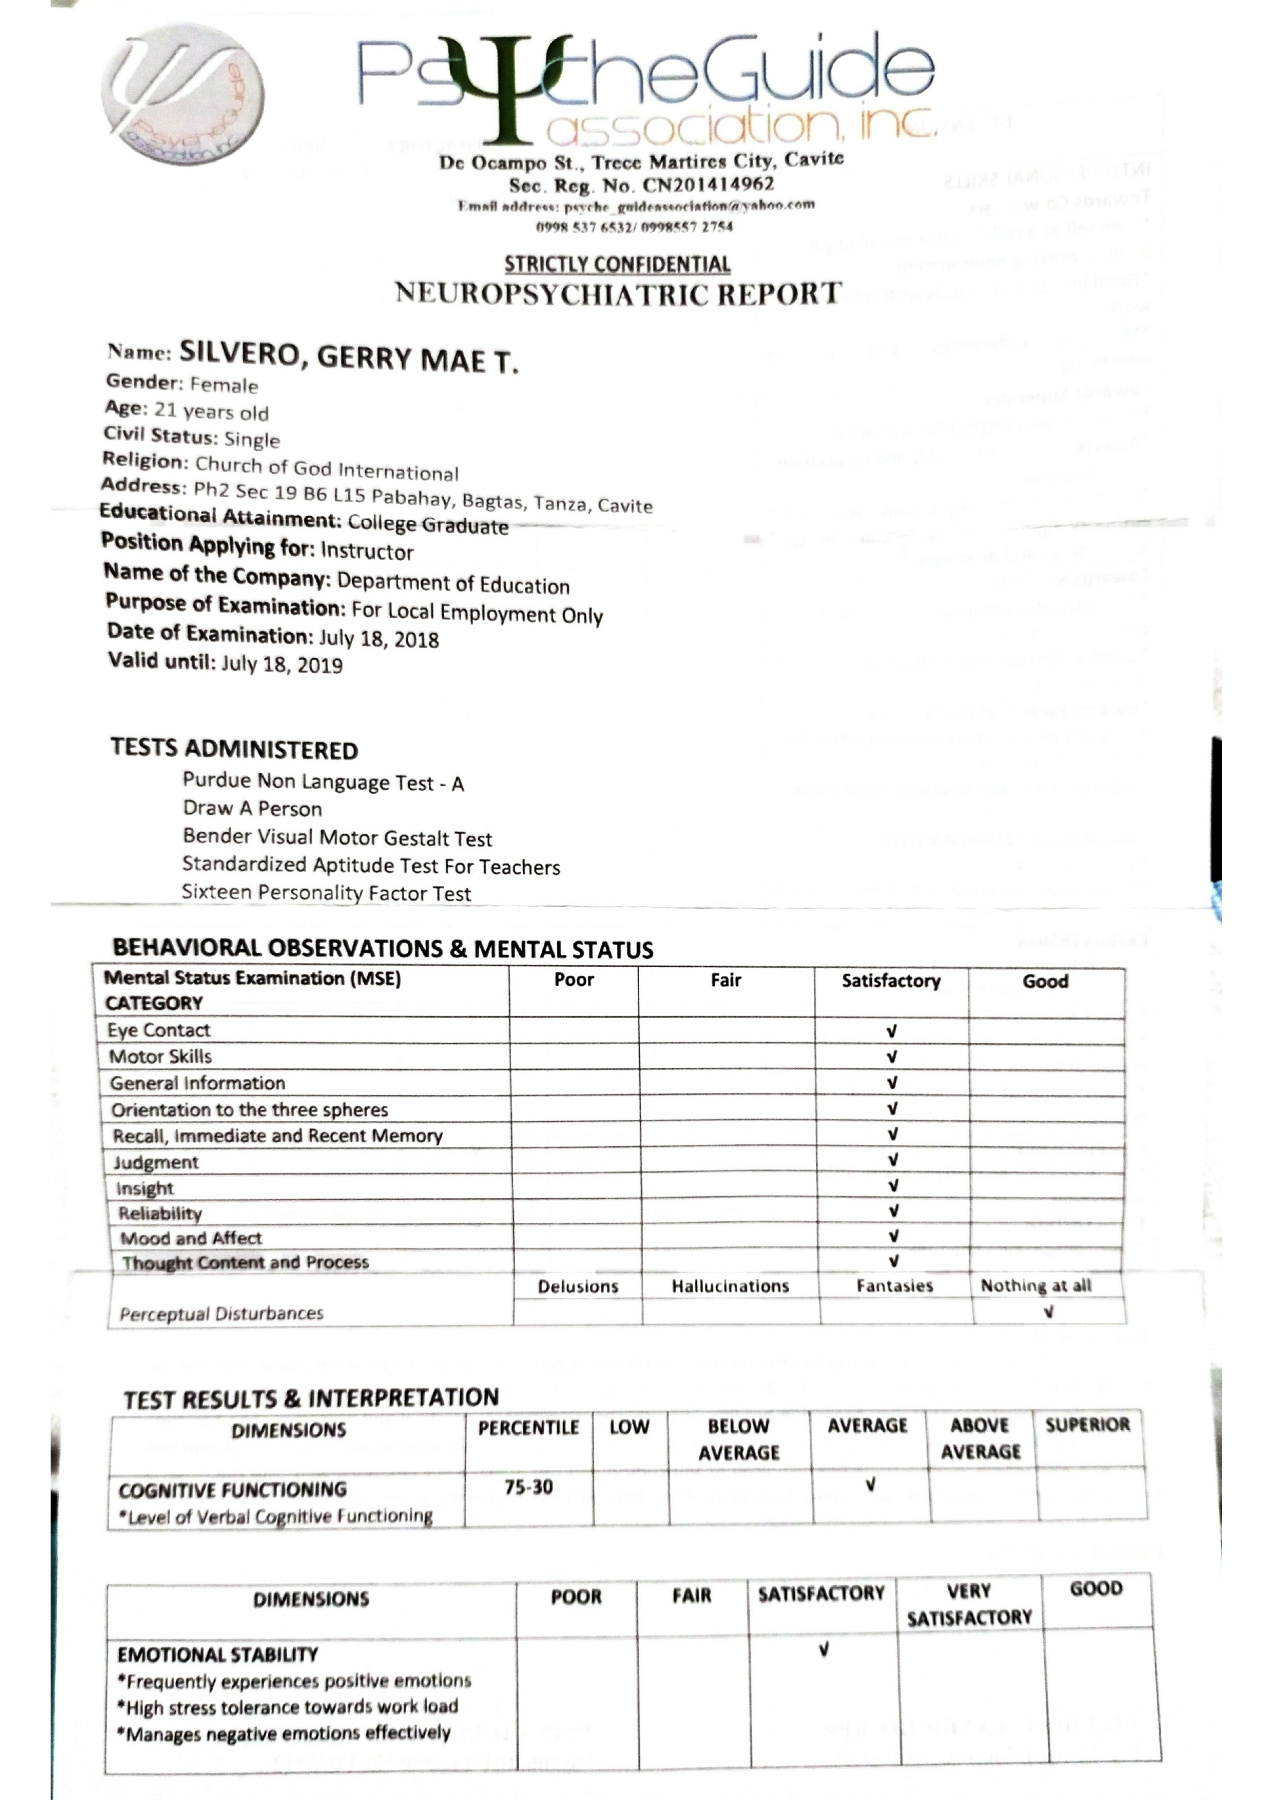 PsΨcheGuide
association, inc.
De Ocampo St., Trece Martires City, Cavite
Sec. Reg. No. CN201414962
Email address: psyche_guideassociation@yahoo.com
0998 537 6532/ 0998557 2754
STRICTLY CONFIDENTIAL
NEUROPSYCHIATRIC REPORT
Name: SILVERO, GERRY MAE T.
Gender: Female
Age: 21 years old
Civil Status: Single
Religion: Church of God International
Address: Ph2 Sec 19 B6 L15 Pabahay, Bagtas, Tanza, Cavite
Educational Attainment: College Graduate
Position Applying for: Instructor
Name of the Company: Department of Education
Purpose of Examination: For Local Employment Only
Date of Examination: July 18, 2018
Valid until: July 18, 2019
TESTS ADMINISTERED
Purdue Non Language Test - A
Draw A Person
Bender Visual Motor Gestalt Test
Standardized Aptitude Test For Teachers
Sixteen Personality Factor Test
BEHAVIORAL OBSERVATIONS & MENTAL STATUS
Mental Status Examination (MSE) Poor Fair Satisfactory Good
CATEGORY
Eye Contact √
Motor Skills √
General Information √
Orientation to the three spheres √
Recall, Immediate and Recent Memory √
Judgment √
Insight √
Reliability √
Mood and Affect √
Thought Content and Process √
Delusions Hallucinations Fantasies Nothing at all
Perceptual Disturbances √
TEST RESULTS & INTERPRETATION
DIMENSIONS PERCENTILE LOW BELOW AVERAGE ABOVE SUPERIOR
AVERAGE AVERAGE
COGNITIVE FUNCTIONING 75-30 √
*Level of Verbal Cognitive Functioning
DIMENSIONS POOR FAIR SATISFACTORY VERY GOOD
SATISFACTORY
EMOTIONAL STABILITY √
*Frequently experiences positive emotions
*High stress tolerance towards work load
*Manages negative emotions effectively